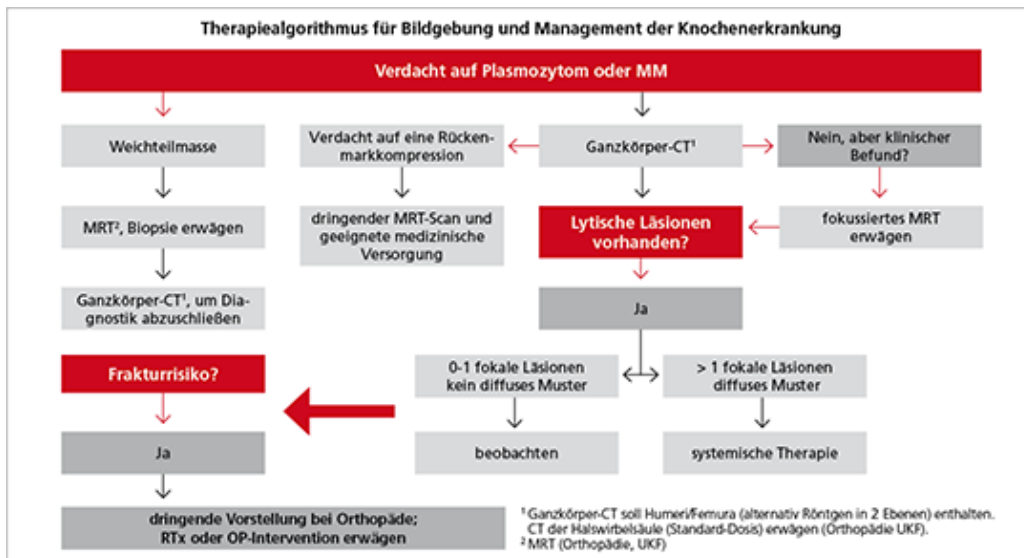 Therapiealgorithmus für Bildgebung und Management der Knochenerkrankung
Verdacht auf Plasmozytom oder MM
Weichteilmasse
MRT², Biopsie erwägen
Ganzkörper-CT¹, um Dia-
gnostik abzuschließen
Verdacht auf eine Rücken-
markkompression
dringender MRT-Scan und
geeignete medizinische
Versorgung
Ganzkörper-CT¹
Nein, aber klinischer
Befund?
fokussiertes MRT
erwägen
Lytische Läsionen
vorhanden?
Ja
0-1 fokale Läsionen
kein diffuses Muster
> 1 fokale Läsionen
diffuses Muster
beobachten
systemische Therapie
Frakturrisiko?
Ja
dringende Vorstellung bei Orthopäde;
RTx oder OP-Intervention erwägen
¹ Ganzkörper-CT soll Humeri/Femura (alternativ Röntgen in 2 Ebenen) enthalten.
CT der Halswirbelsäule (Standard-Dosis) erwägen (Orthopädie UKF).
² MRT (Orthopädie, UKF)